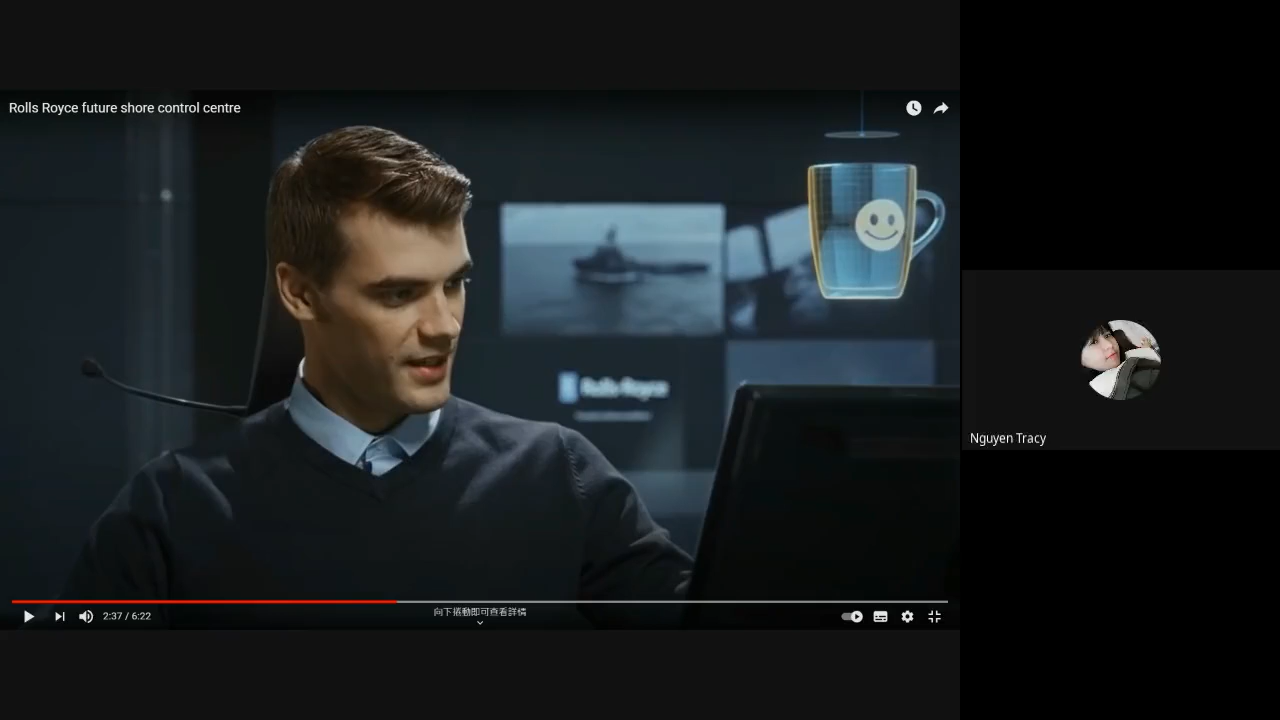 Rolls Royce future shore control centre
Rolls-Royce
Nguyen Tracy
向下捲動即可查看詳情
2:37 / 6:22